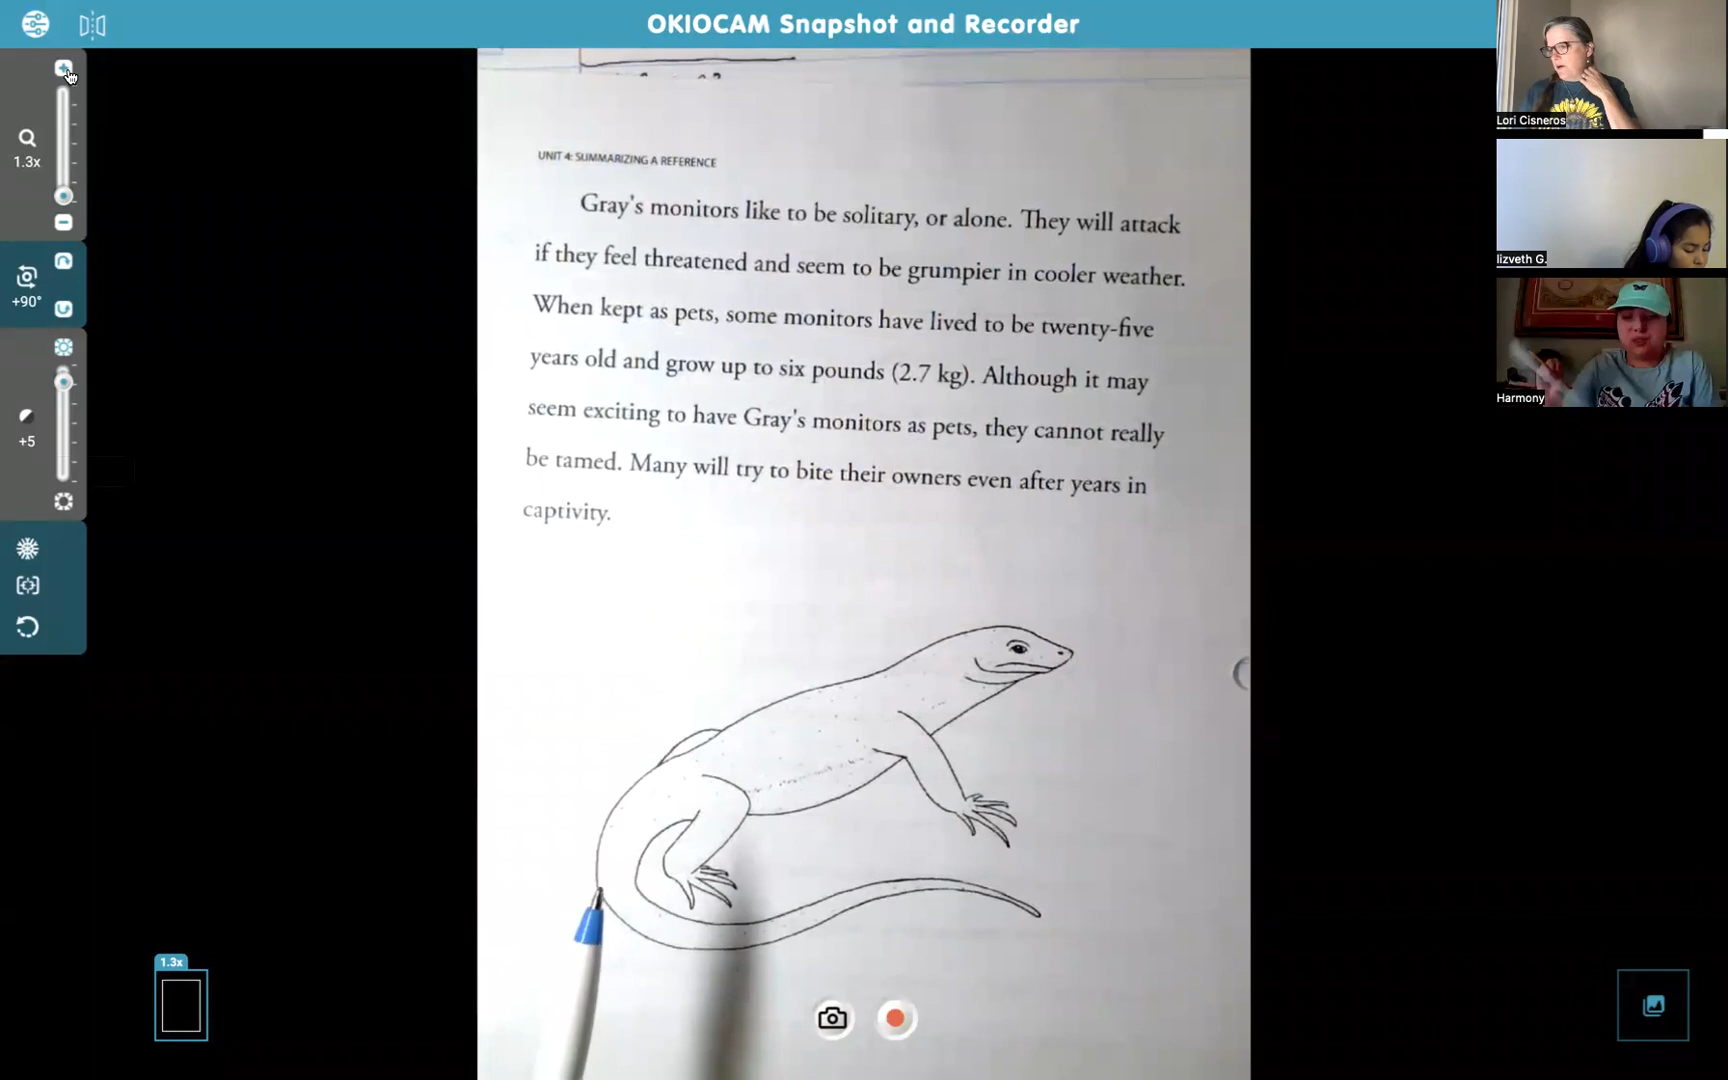 OKIOCAM Snapshot and Recorder
1.3x
+90°
+5
1.3x
UNIT 4: SUMMARIZING A REFERENCE
Gray's monitors like to be solitary, or alone. They will attack
if they feel threatened and seem to be grumpier in cooler weather.
When kept as pets, some monitors have lived to be twenty-five
years old and grow up to six pounds (2.7 kg). Although it may
seem exciting to have Gray's monitors as pets, they cannot really
be tamed. Many will try to bite their owners even after years in
captivity.
Lori Cisneros
lizveth G.
Harmony